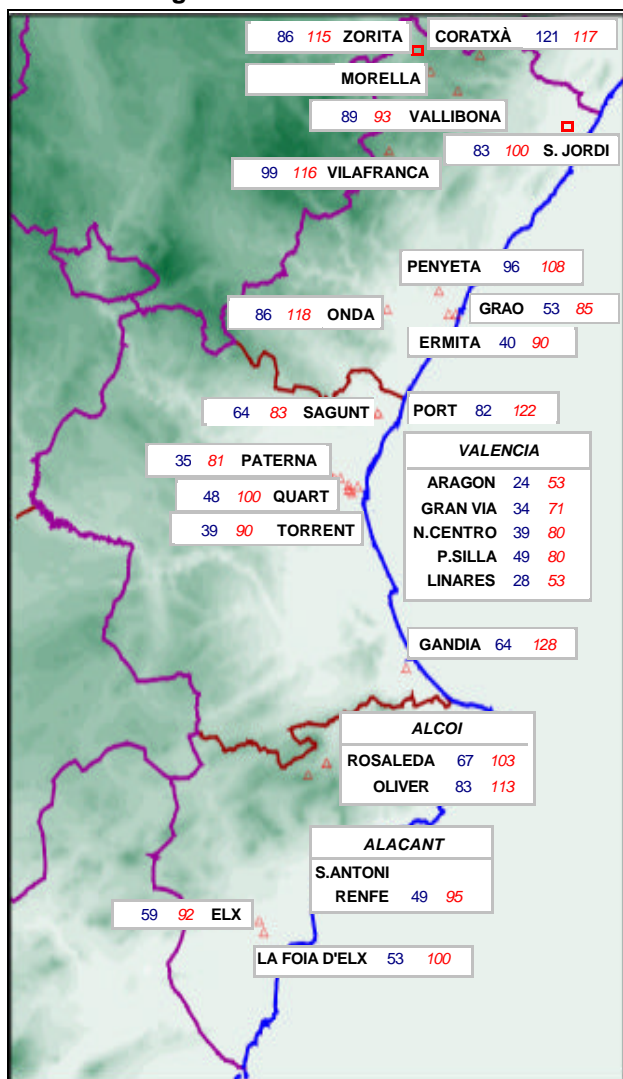 86 115 ZORITA
CORATXÀ 121 117
MORELLA
89 93 VALLIBONA
83 100 S. JORDI
99 116 VILAFRANCA
PENYETA 96 108
86 118 ONDA
GRAO 53 85
ERMITA 40 90
64 83 SAGUNT
PORT 82 122
VALENCIA
ARAGON 24 53
GRAN VIA 34 71
N.CENTRO 39 80
P.SILLA 49 80
LINARES 28 53
35 81 PATERNA
48 100 QUART
39 90 TORRENT
GANDIA 64 128
ALCOI
ROSALEDA 67 103
OLIVER 83 113
ALACANT
S.ANTONI
RENFE 49 95
59 92 ELX
LA FOIA D'ELX 53 100